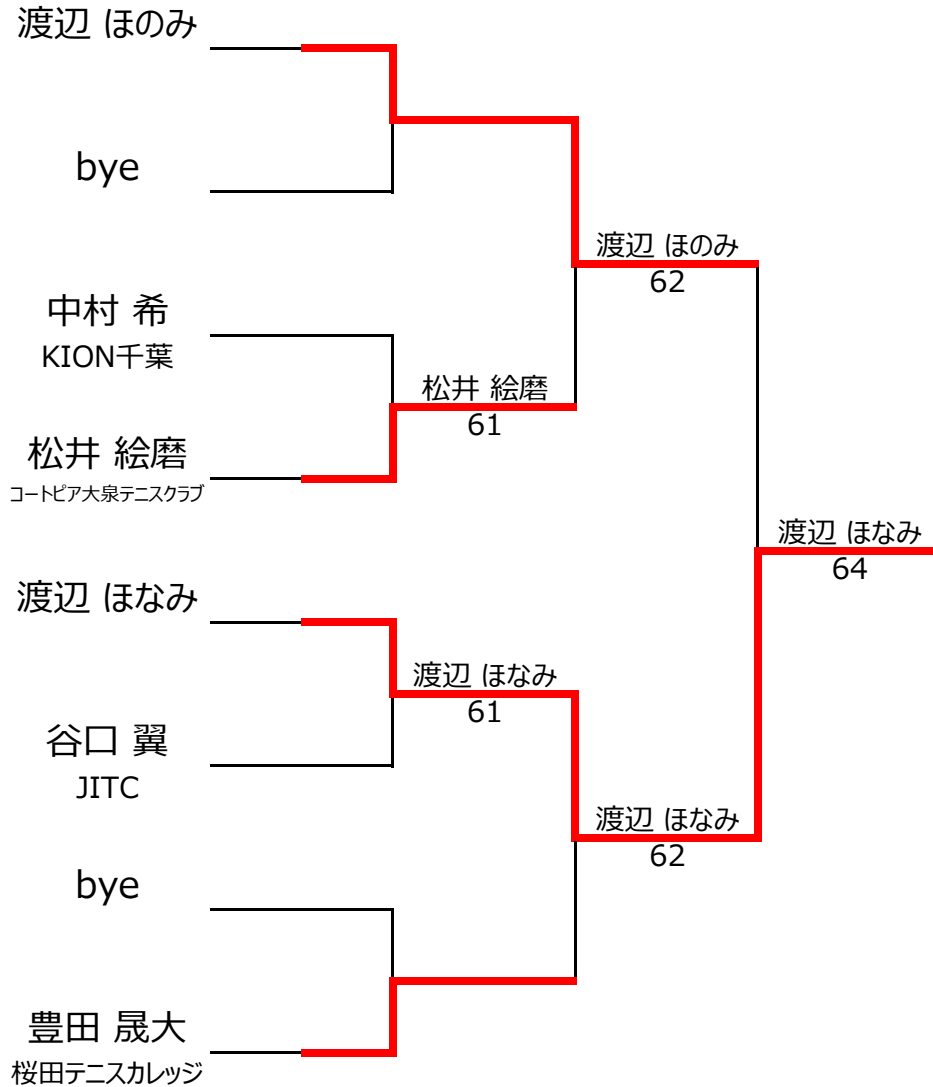 渡辺 ほのみ
bye
渡辺 ほのみ
62
中村 希
KION千葉
松井 絵磨
61
松井 絵磨
コートピア大泉テニスクラブ
渡辺 ほなみ
64
渡辺 ほなみ
渡辺 ほなみ
61
谷口 翼
JITC
渡辺 ほなみ
62
bye
豊田 晟大
桜田テニスカレッジ